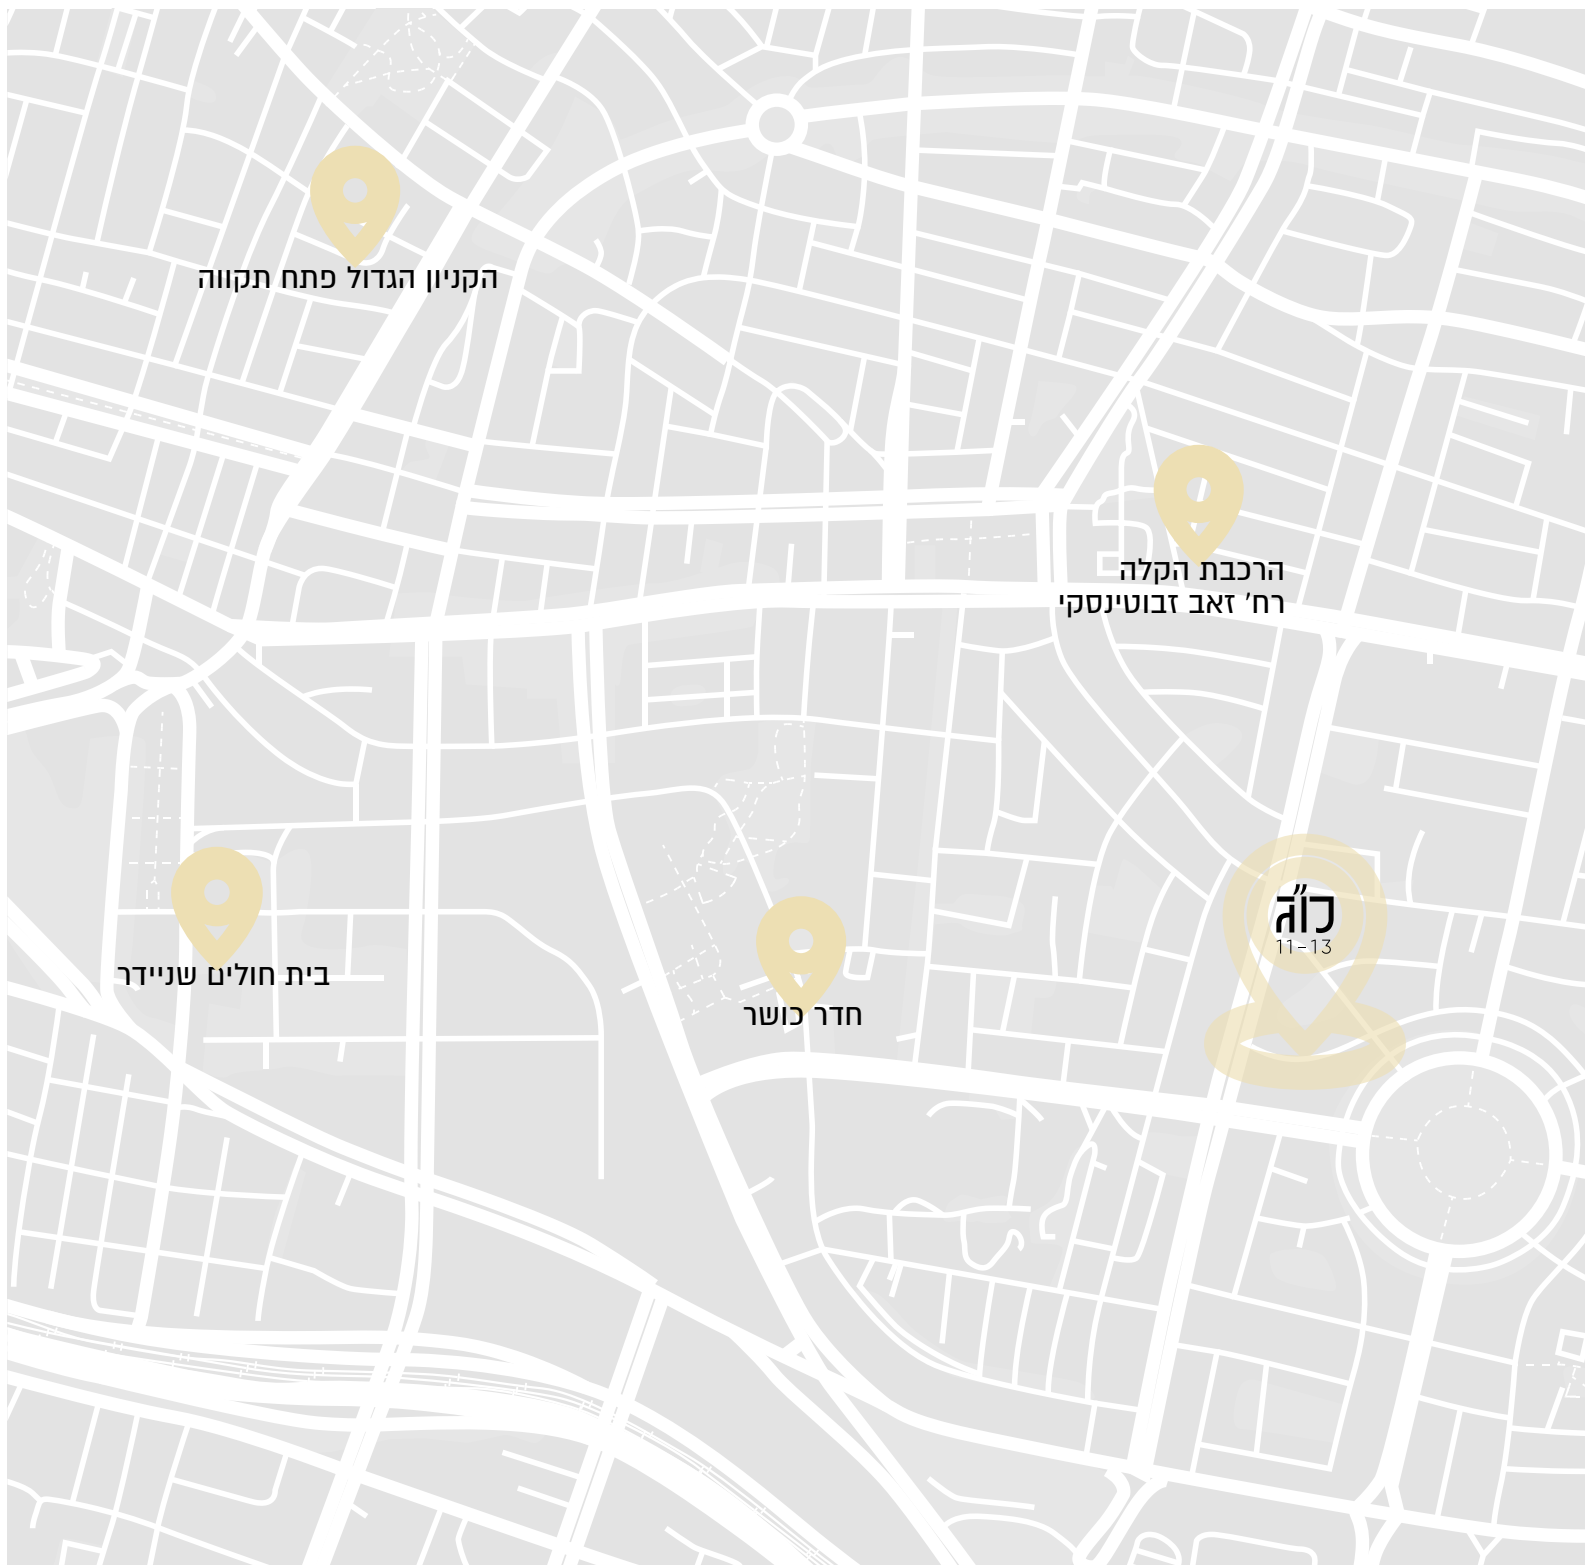 הקניון הגדול פתח תקווה
הרכבת הקלה
רח' זאב זבוטינסקי
כ"ג
11-13
בית חולים שניידר
חדר כושר